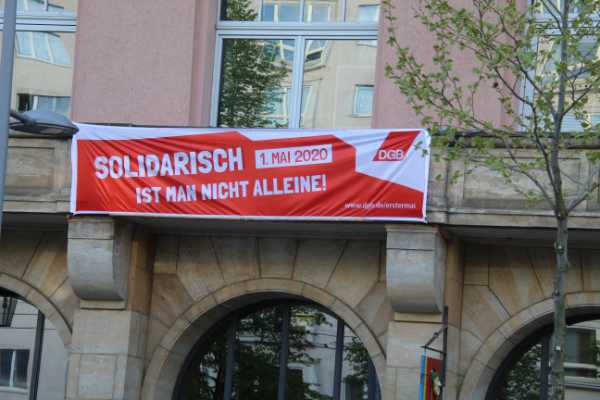 SOLIDARISCH 1. MAI 2020
IST MAN NICHT ALLEINE!
DGB
www.dgb.de/erstermai